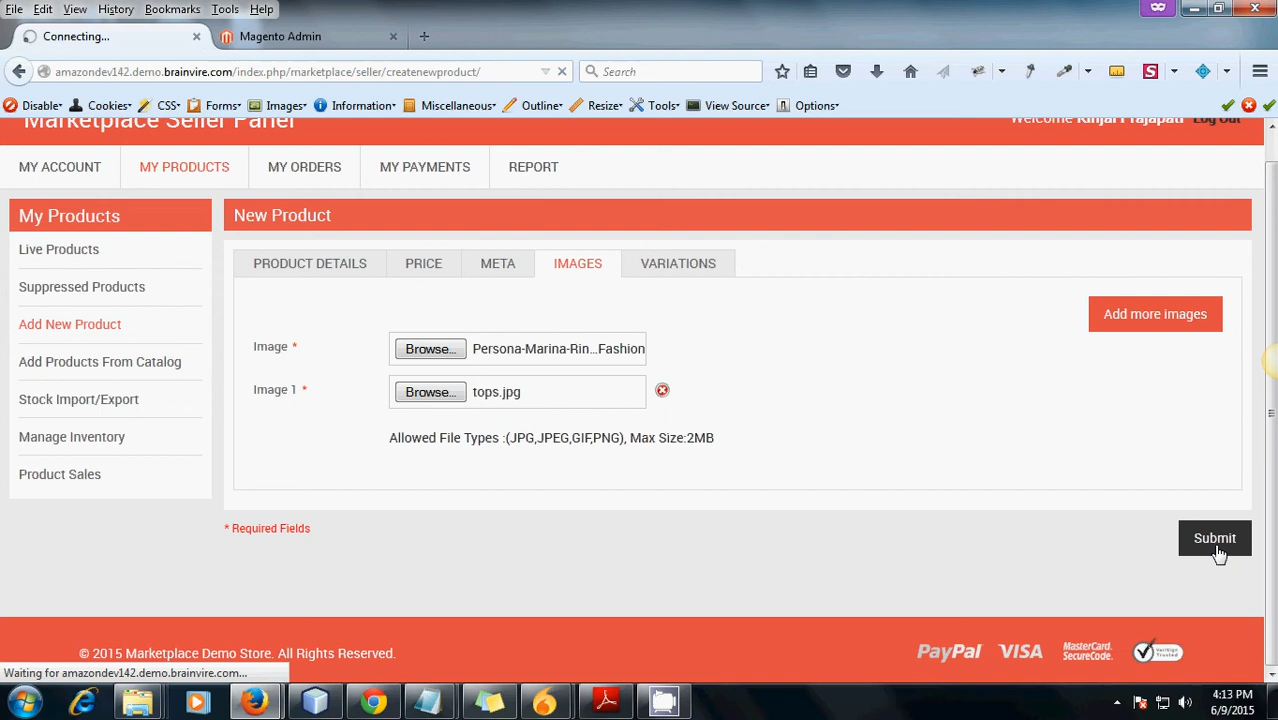 File Edit View History Bookmarks Tools Help
Connecting...
Magento Admin
amazondev142.demo.brainvire.com/index.php/marketplace/seller/createnewproduct/
Search
Disable Cookies CSS Forms Images Information Miscellaneous Outline Resize Tools View Source Options
Marketplace Seller Panel
Welcome Kinjal Prajapati Log Out
MY ACCOUNT MY PRODUCTS MY ORDERS MY PAYMENTS REPORT
My Products
New Product
Live Products
Suppressed Products
Add New Product
Add Products From Catalog
Stock Import/Export
Manage Inventory
Product Sales
PRODUCT DETAILS PRICE META IMAGES VARIATIONS
Add more images
Image * Browse... Persona-Marina-Rin...Fashion
Image 1 * Browse... tops.jpg
Allowed File Types :(JPG,JPEG,GIF,PNG), Max Size:2MB
* Required Fields
Submit
© 2015 Marketplace Demo Store. All Rights Reserved.
PayPal VISA MasterCard. SecureCode.
Waiting for amazondev142.demo.brainvire.com...
4:13 PM
6/9/2015